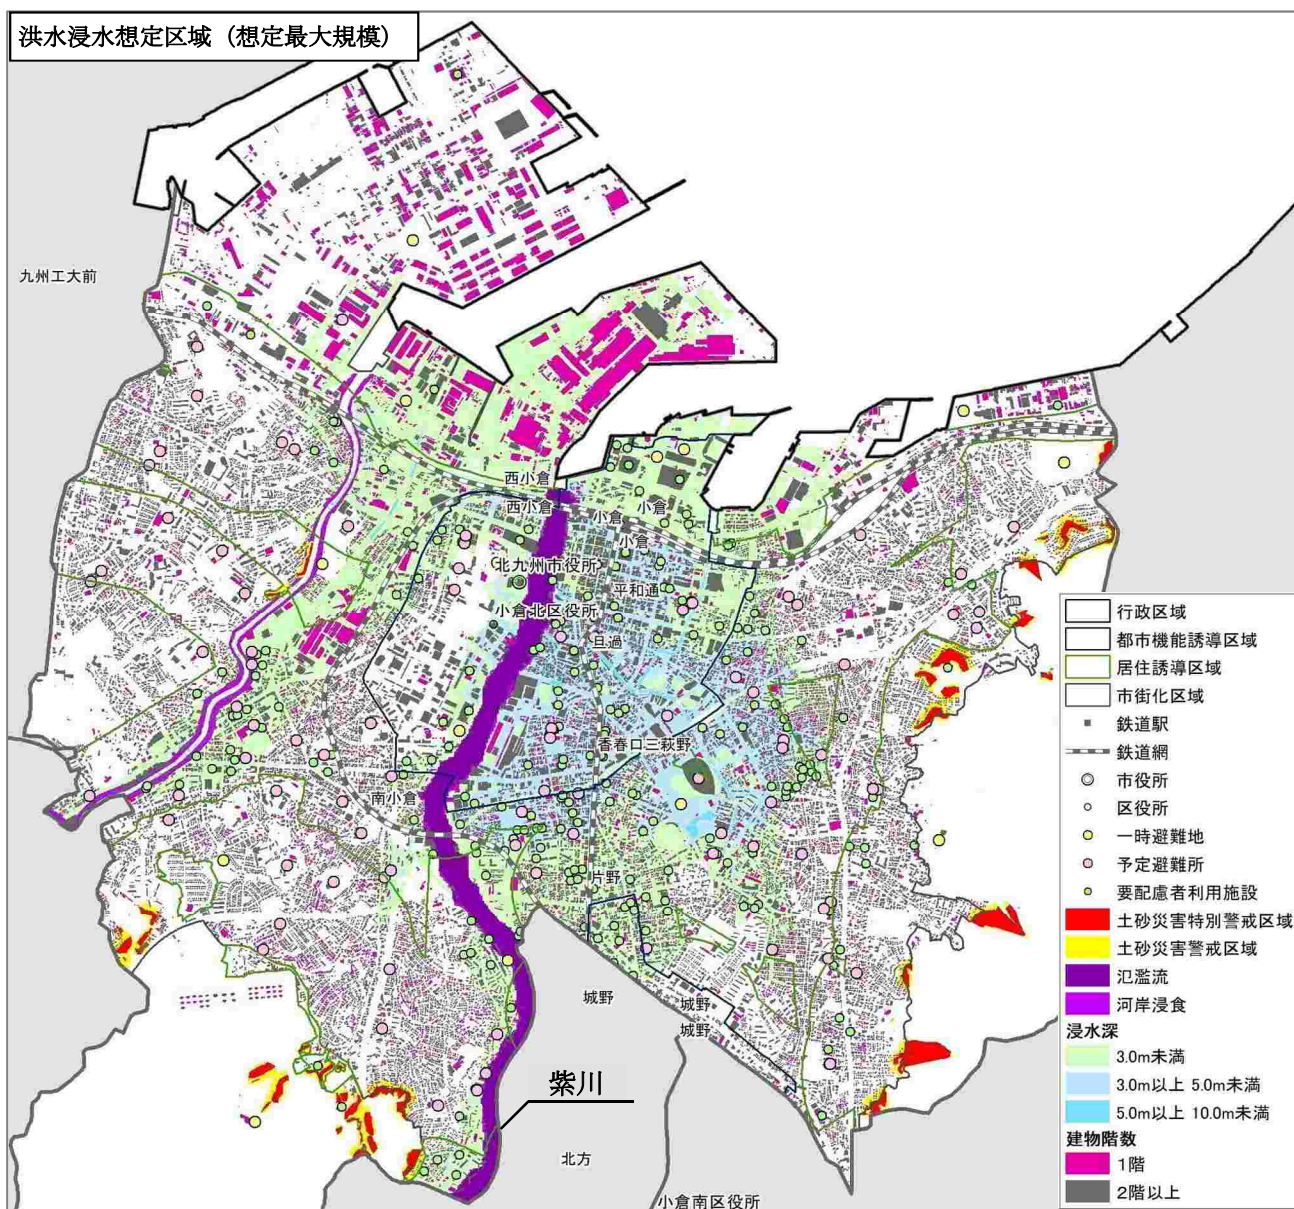 洪水浸水想定区域（想定最大規模）
九州工大前
西小倉
西小倉
小倉
小倉
小倉
北九州市役所
平和通
小倉北区役所
旦過
香春口三萩野
南小倉
片野
城野
城野
城野
紫川
北方
小倉南区役所
行政区域
都市機能誘導区域
居住誘導区域
市街化区域
鉄道駅
鉄道網
市役所
区役所
一時避難地
予定避難所
要配慮者利用施設
土砂災害特別警戒区域
土砂災害警戒区域
氾濫流
河岸浸食
浸水深
3.0m未満
3.0m以上 5.0m未満
5.0m以上 10.0m未満
建物階数
1階
2階以上